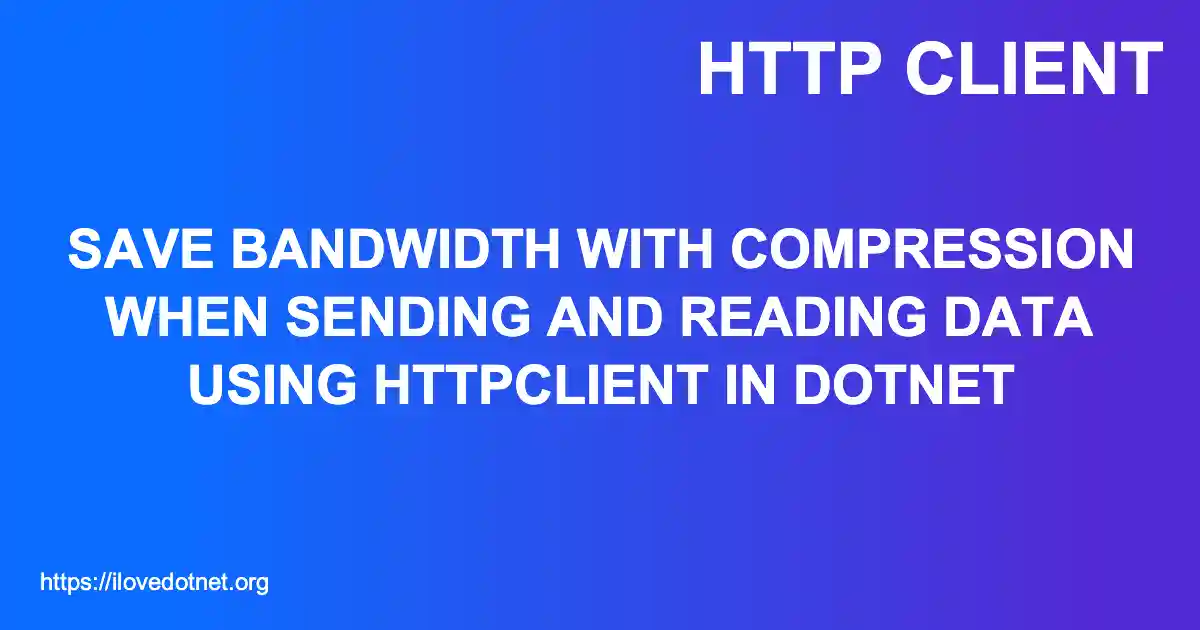 HTTP CLIENT
SAVE BANDWIDTH WITH COMPRESSION
WHEN SENDING AND READING DATA
USING HTTPCLIENT IN DOTNET
https://ilovedotnet.org